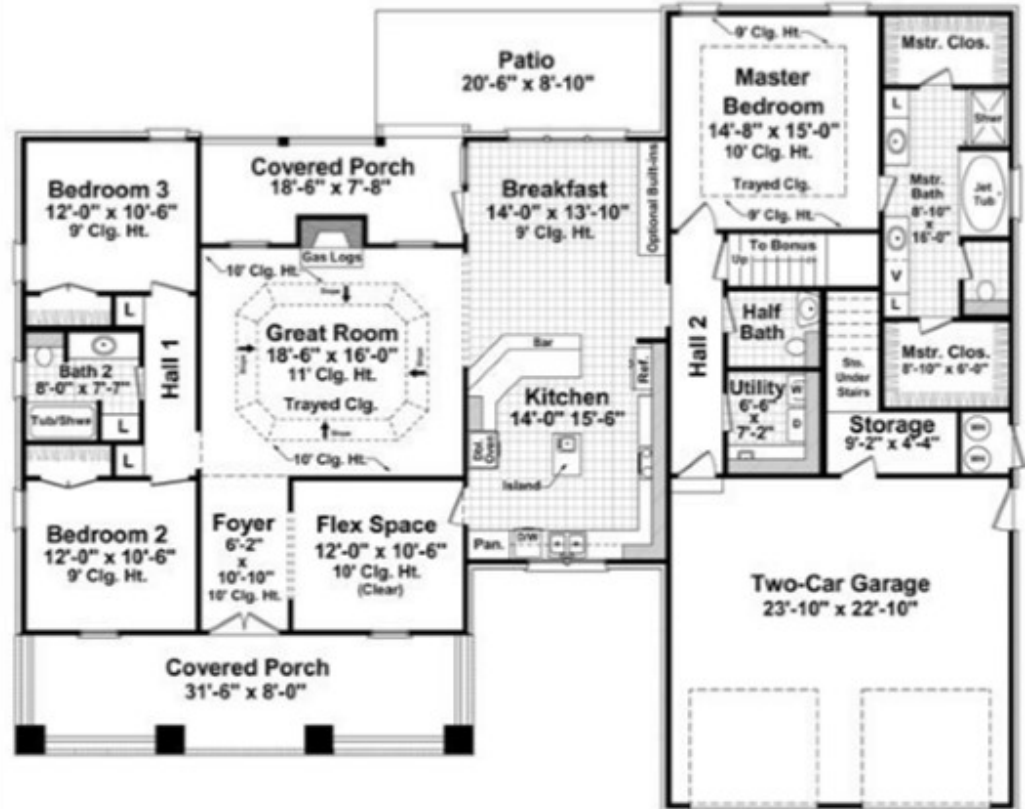 Patio
20'-6" x 8'-10"
9' Clg. Ht.
Master
Bedroom
14'-8" x 15'-0"
10' Clg. Ht.
Trayed Clg.
9' Clg. Ht.
Mstr. Clos.
L
Shwr
Mstr.
Bath
8'-10"
x
16'-0"
Jet
Tub
V
L
Mstr. Clos.
8'-10" x 6'-0"
Covered Porch
18'-6" x 7'-8"
Gas Logs
Bedroom 3
12'-0" x 10'-6"
9' Clg. Ht.
L
Bath 2
8'-0" x 7'-7"
Tub/Shwr
L
L
Hall 1
Bedroom 2
12'-0" x 10'-6"
9' Clg. Ht.
10' Clg. Ht.
Slope
Great Room
18'-6" x 16'-0"
11' Clg. Ht.
Trayed Clg.
Slope
Slope
Slope
10' Clg. Ht.
Breakfast
14'-0" x 13'-10"
9' Clg. Ht.
Optional Built-ins
Bar
Kitchen
14'-0" 15'-6"
Ref.
Dbl.
Oven
Island
Pan.
D/W
Hall 2
To Bonus
Up
Half
Bath
Utility
6'-6"
x
7'-2"
W
D
Sto.
Under
Stairs
Storage
9'-2" x 4'-4"
WH
WH
Foyer
6'-2"
x
10'-10"
10' Clg. Ht.
Flex Space
12'-0" x 10'-6"
10' Clg. Ht.
(Clear)
Two-Car Garage
23'-10" x 22'-10"
Covered Porch
31'-6" x 8'-0"